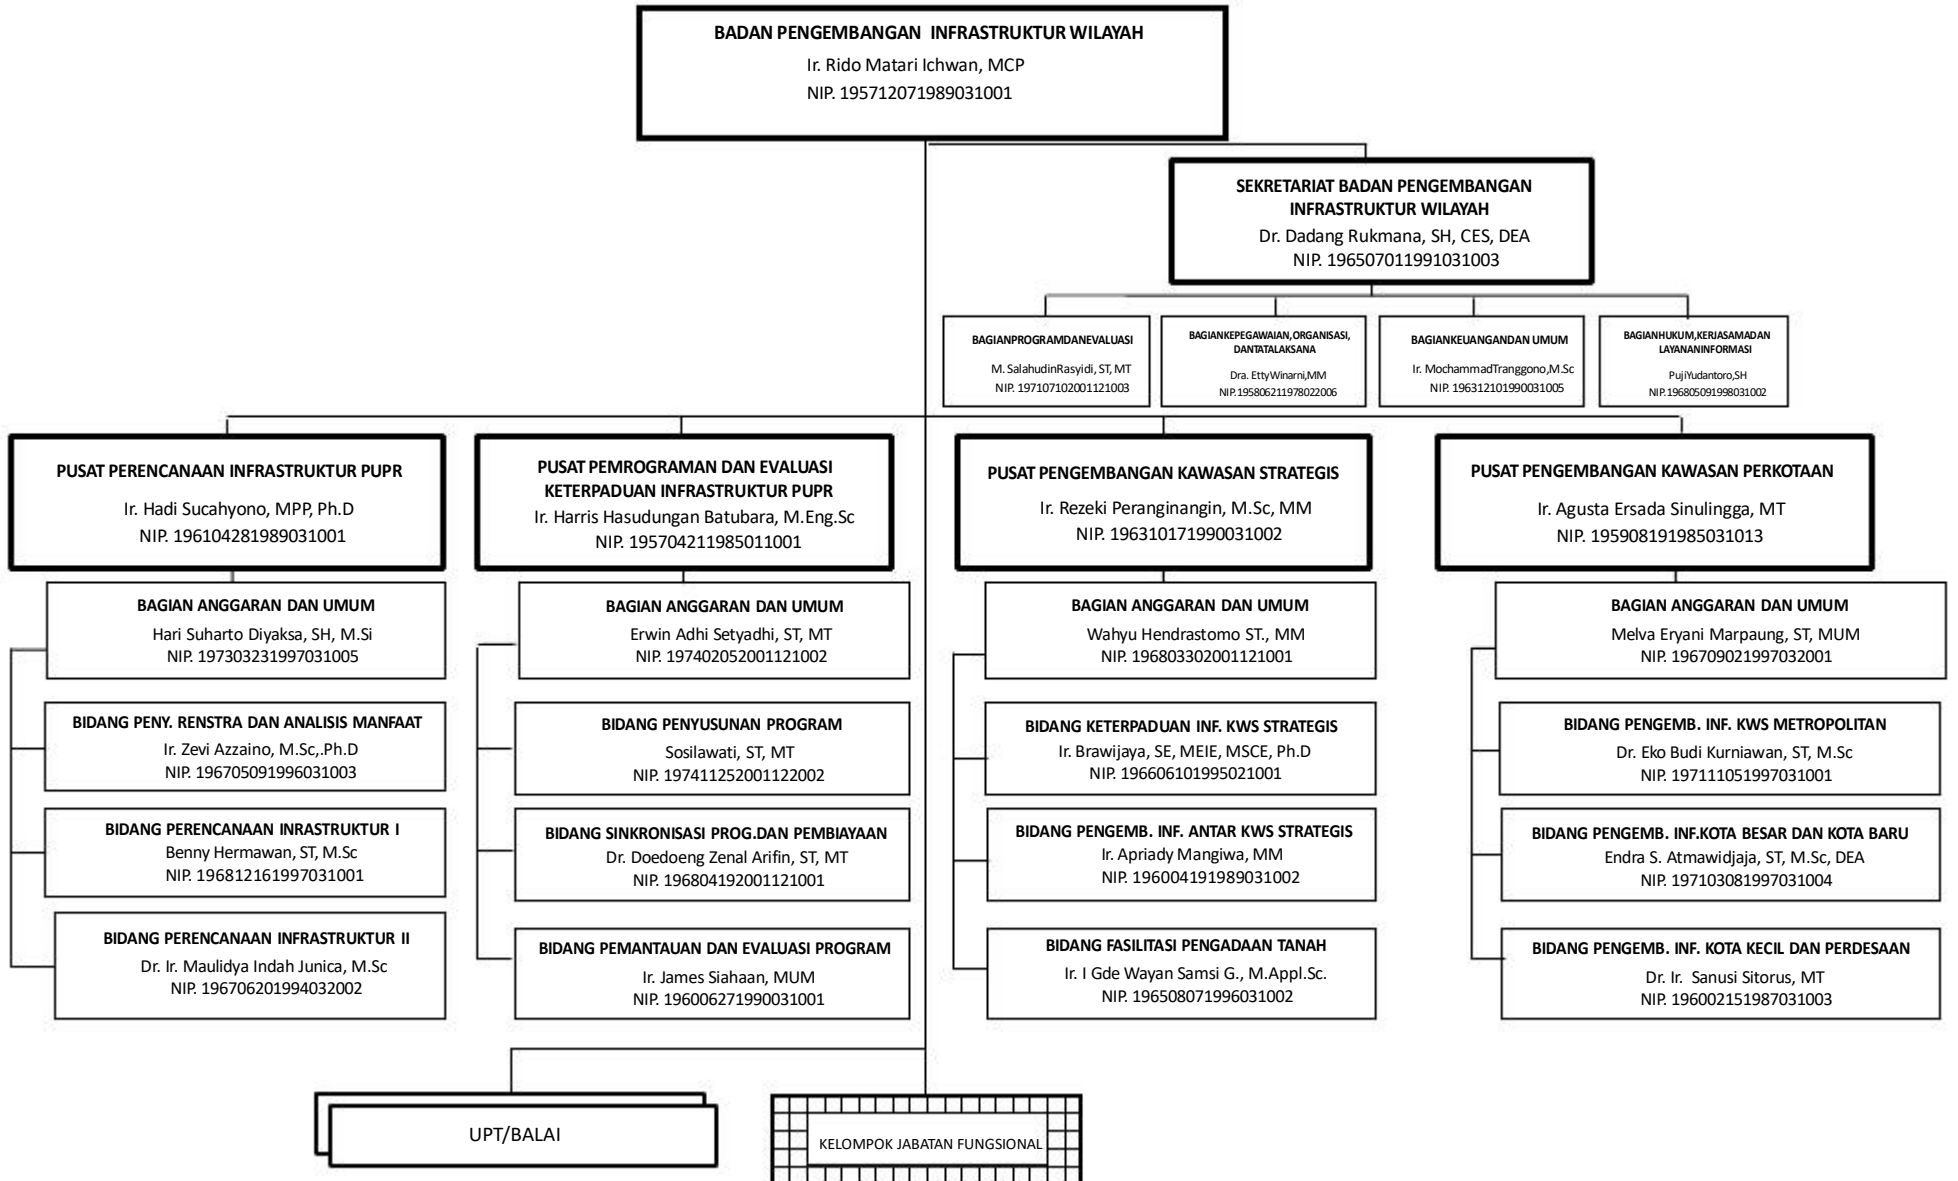 BADAN PENGEMBANGAN INFRASTRUKTUR WILAYAH
Ir. Rido Matari Ichwan, MCP
NIP. 195712071989031001
SEKRETARIAT BADAN PENGEMBANGAN
INFRASTRUKTUR WILAYAH
Dr. Dadang Rukmana, SH, CES, DEA
NIP. 196507011991031003
BAGIANPROGRAMDANEVALUASI
M. SalahudinRasyidi, ST, MT
NIP. 197107102001121003
BAGIANKEPEGAWAIAN,ORGANISASI,
DANTATALAKSANA
Dra. EttyWinarni,MM
NIP.195806211978022006
BAGIANKEUANGANDAN UMUM
Ir. MochammadTranggono,M.Sc
NIP. 196312101990031005
BAGIANHUKUM,KERJASAMADAN
LAYANANINFORMASI
PujiYudantoro,SH
NIP.196805091998031002
PUSAT PERENCANAAN INFRASTRUKTUR PUPR
Ir. Hadi Sucahyono, MPP, Ph.D
NIP. 196104281989031001
PUSAT PEMROGRAMAN DAN EVALUASI
KETERPADUAN INFRASTRUKTUR PUPR
Ir. Harris Hasudungan Batubara, M.Eng.Sc
NIP. 195704211985011001
PUSAT PENGEMBANGAN KAWASAN STRATEGIS
Ir. Rezeki Peranginangin, M.Sc, MM
NIP. 196310171990031002
PUSAT PENGEMBANGAN KAWASAN PERKOTAAN
Ir. Agusta Ersada Sinulingga, MT
NIP. 195908191985031013
BAGIAN ANGGARAN DAN UMUM
Hari Suharto Diyaksa, SH, M.Si
NIP. 197303231997031005
BIDANG PENY. RENSTRA DAN ANALISIS MANFAAT
Ir. Zevi Azzaino, M.Sc,.Ph.D
NIP. 196705091996031003
BIDANG PERENCANAAN INRASTRUKTUR I
Benny Hermawan, ST, M.Sc
NIP. 196812161997031001
BIDANG PERENCANAAN INFRASTRUKTUR II
Dr. Ir. Maulidya Indah Junica, M.Sc
NIP. 196706201994032002
BAGIAN ANGGARAN DAN UMUM
Erwin Adhi Setyadhi, ST, MT
NIP. 197402052001121002
BIDANG PENYUSUNAN PROGRAM
Sosilawati, ST, MT
NIP. 197411252001122002
BIDANG SINKRONISASI PROG.DAN PEMBIAYAAN
Dr. Doedoeng Zenal Arifin, ST, MT
NIP. 196804192001121001
BIDANG PEMANTAUAN DAN EVALUASI PROGRAM
Ir. James Siahaan, MUM
NIP. 196006271990031001
BAGIAN ANGGARAN DAN UMUM
Wahyu Hendrastomo ST., MM
NIP. 196803302001121001
BIDANG KETERPADUAN INF. KWS STRATEGIS
Ir. Brawijaya, SE, MEIE, MSCE, Ph.D
NIP. 196606101995021001
BIDANG PENGEMB. INF. ANTAR KWS STRATEGIS
Ir. Apriady Mangiwa, MM
NIP. 196004191989031002
BIDANG FASILITASI PENGADAAN TANAH
Ir. I Gde Wayan Samsi G., M.Appl.Sc.
NIP. 196508071996031002
BAGIAN ANGGARAN DAN UMUM
Melva Eryani Marpaung, ST, MUM
NIP. 196709021997032001
BIDANG PENGEMB. INF. KWS METROPOLITAN
Dr. Eko Budi Kurniawan, ST, M.Sc
NIP. 197111051997031001
BIDANG PENGEMB. INF.KOTA BESAR DAN KOTA BARU
Endra S. Atmawidjaja, ST, M.Sc, DEA
NIP. 197103081997031004
BIDANG PENGEMB. INF. KOTA KECIL DAN PERDESAAN
Dr. Ir. Sanusi Sitorus, MT
NIP. 196002151987031003
UPT/BALAI
KELOMPOK JABATAN FUNGSIONAL